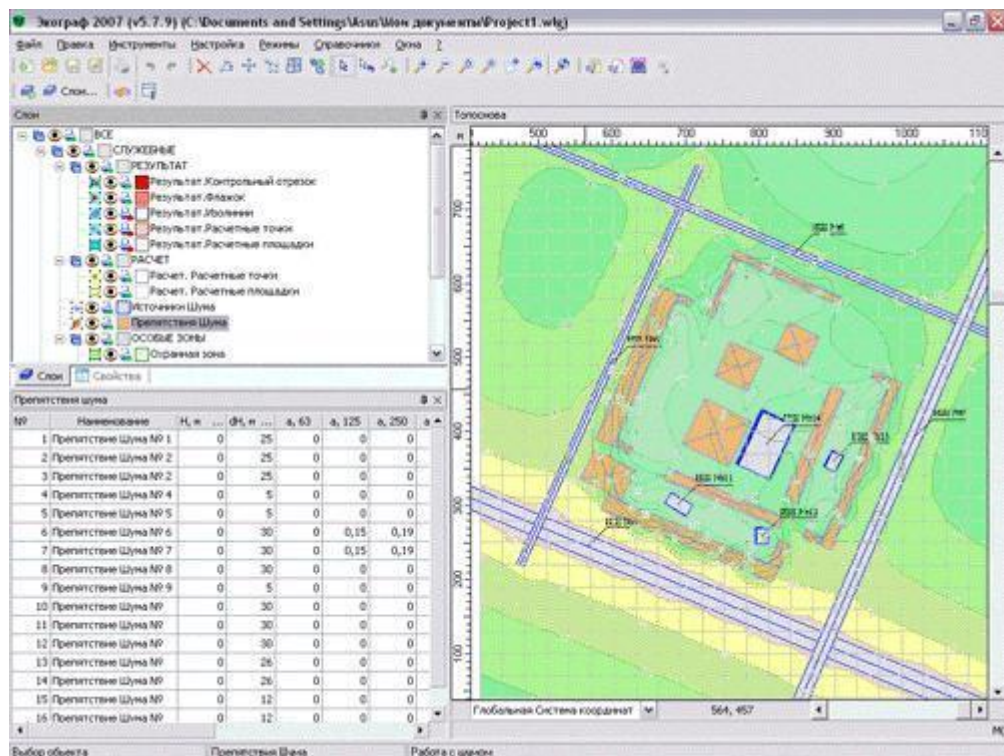 Экограф 2007 (v5.7.9) (C:\Documents and Settings\Asus\Мои документы\Project1.wlg)
Файл Правка Инструменты Настройка Режимы Справочники Окна ?
Слои...
Слои
Топооснова
ВСЕ
СЛУЖЕБНЫЕ
РЕЗУЛЬТАТ
Результат.Контрольный отрезок
Результат.Флажок
Результат.Изолинии
Результат.Расчетные точки
Результат.Расчетные площадки
РАСЧЕТ
Расчет. Расчетные точки
Расчет. Расчетные площадки
Источники Шума
Препятствия Шума
ОСОБЫЕ ЗОНЫ
Охранная зона
Слои Свойства
Препятствия шума
№ Наименование H, м ... dH, м ... a, 63 a, 125 a, 250 a
1 Препятствие Шума № 1 0 25 0 0 0
2 Препятствие Шума № 2 0 25 0 0 0
3 Препятствие Шума № 2 0 25 0 0 0
4 Препятствие Шума № 4 0 5 0 0 0
5 Препятствие Шума № 5 0 5 0 0 0
6 Препятствие Шума № 6 0 30 0 0,15 0,19
7 Препятствие Шума № 7 0 30 0 0,15 0,19
8 Препятствие Шума № 8 0 30 0 0 0
9 Препятствие Шума № 9 0 5 0 0 0
10 Препятствие Шума № 0 30 0 0 0
11 Препятствие Шума № 0 30 0 0 0
12 Препятствие Шума № 0 30 0 0 0
13 Препятствие Шума № 0 26 0 0 0
14 Препятствие Шума № 0 26 0 0 0
15 Препятствие Шума № 0 12 0 0 0
16 Препятствие Шума № 0 12 0 0 0
м 500 600 700 800 900 1000 110
700
600
500
400
300
200
100
Глобальная Система координат 564, 457
Выбор объекта Препятствия Шума Работа с шумом